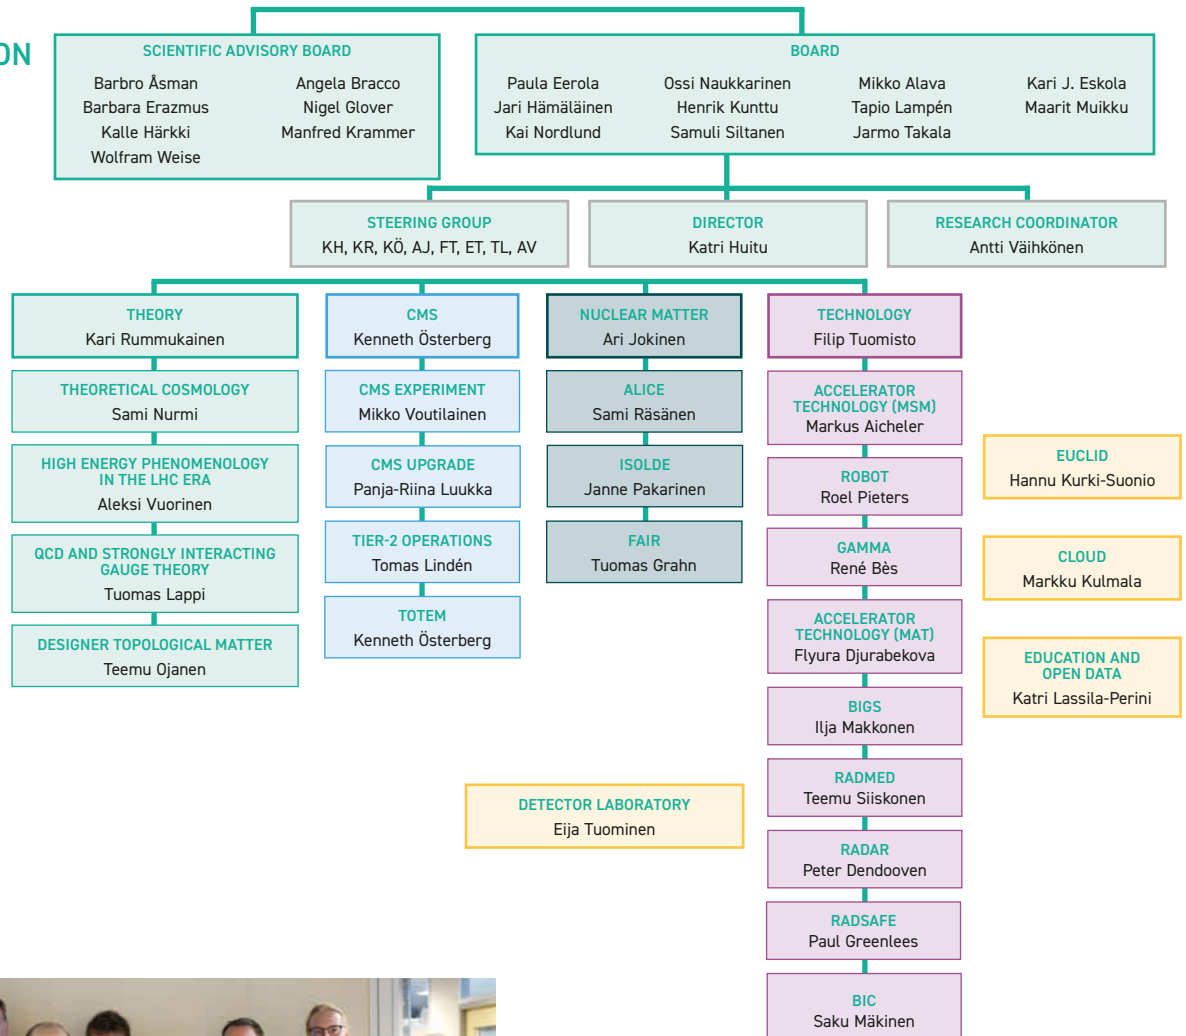 ON
SCIENTIFIC ADVISORY BOARD
Barbro Åsman
Barbara Erazmus
Kalle Härkki
Wolfram Weise
Angela Bracco
Nigel Glover
Manfred Krammer
BOARD
Paula Eerola
Jari Hämäläinen
Kai Nordlund
Ossi Naukkarinen
Henrik Kunttu
Samuli Siltanen
Mikko Alava
Tapio Lampén
Jarmo Takala
Kari J. Eskola
Maarit Muikku
STEERING GROUP
KH, KR, KÖ, AJ, FT, ET, TL, AV
DIRECTOR
Katri Huitu
RESEARCH COORDINATOR
Antti Väihkönen
THEORY
Kari Rummukainen
THEORETICAL COSMOLOGY
Sami Nurmi
HIGH ENERGY PHENOMENOLOGY
IN THE LHC ERA
Aleksi Vuorinen
QCD AND STRONGLY INTERACTING
GAUGE THEORY
Tuomas Lappi
DESIGNER TOPOLOGICAL MATTER
Teemu Ojanen
CMS
Kenneth Österberg
CMS EXPERIMENT
Mikko Voutilainen
CMS UPGRADE
Panja-Riina Luukka
TIER-2 OPERATIONS
Tomas Lindén
TOTEM
Kenneth Österberg
NUCLEAR MATTER
Ari Jokinen
ALICE
Sami Räsänen
ISOLDE
Janne Pakarinen
FAIR
Tuomas Grahn
TECHNOLOGY
Filip Tuomisto
ACCELERATOR
TECHNOLOGY (MSM)
Markus Aicheler
ROBOT
Roel Pieters
GAMMA
René Bès
ACCELERATOR
TECHNOLOGY (MAT)
Flyura Djurabekova
BIGS
Ilja Makkonen
RADMED
Teemu Siiskonen
RADAR
Peter Dendooven
RADSAFE
Paul Greenlees
BIC
Saku Mäkinen
EUCLID
Hannu Kurki-Suonio
CLOUD
Markku Kulmala
EDUCATION AND
OPEN DATA
Katri Lassila-Perini
DETECTOR LABORATORY
Eija Tuominen